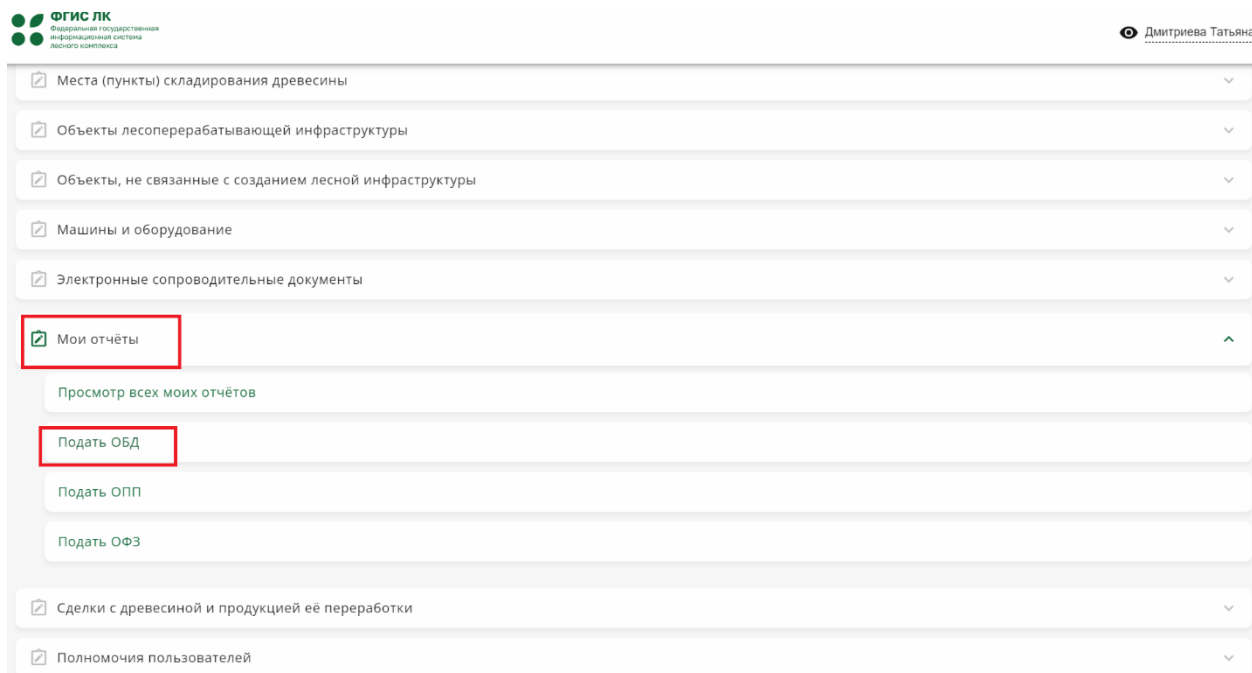 ФГИС ЛК
Федеральная государственная
информационная система
лесного комплекса
Дмитриева Татьяна
Места (пункты) складирования древесины
Объекты лесоперерабатывающей инфраструктуры
Объекты, не связанные с созданием лесной инфраструктуры
Машины и оборудование
Электронные сопроводительные документы
Мои отчёты
Просмотр всех моих отчётов
Подать ОБД
Подать ОПП
Подать ОФЗ
Сделки с древесиной и продукцией её переработки
Полномочия пользователей